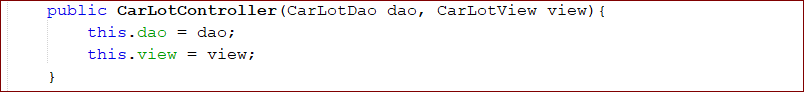 public CarLotController(CarLotDao dao, CarLotView view){
this.dao = dao;
this.view = view;
}